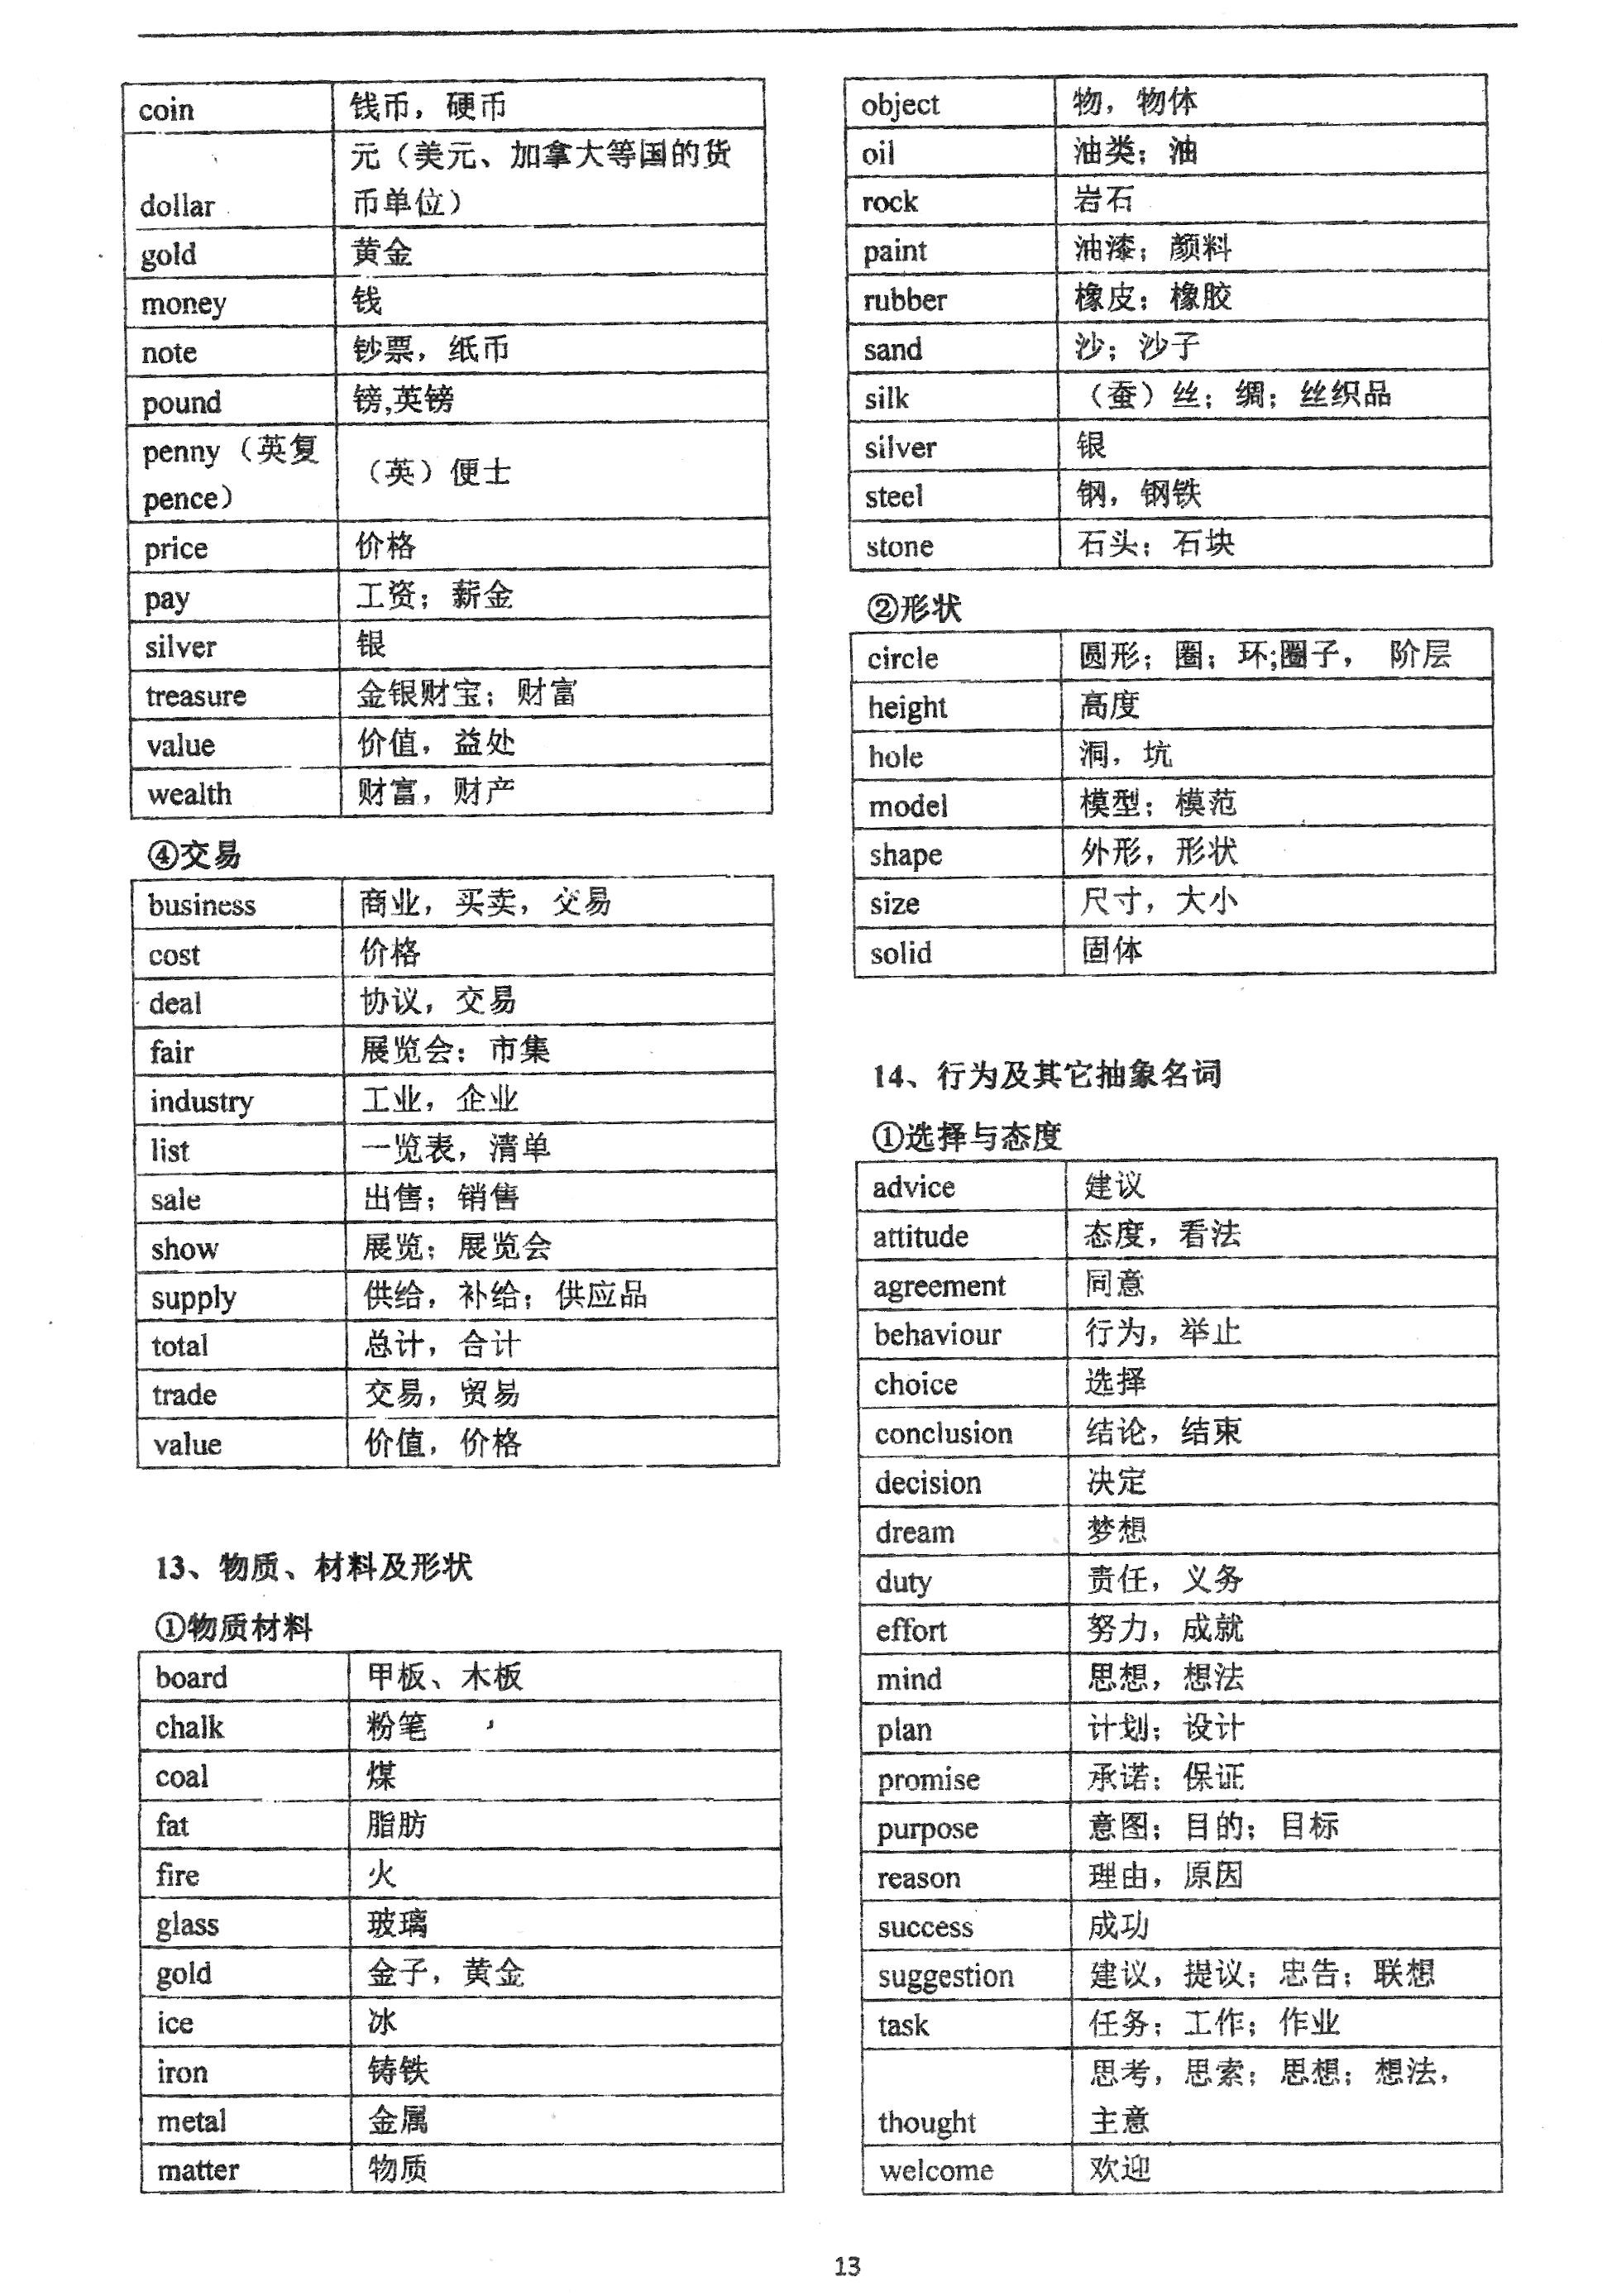 coin 钱币，硬币
元（美元、加拿大等国的货
dollar 币单位）
gold 黄金
money 钱
note 钞票，纸币
pound 镑,英镑
penny（英复
pence） （英）便士
price 价格
pay 工资；薪金
silver 银
treasure 金银财宝；财富
value 价值，益处
wealth 财富，财产
④交易
business 商业，买卖，交易
cost 价格
deal 协议，交易
fair 展览会；市集
industry 工业，企业
list 一览表，清单
sale 出售；销售
show 展览；展览会
supply 供给，补给；供应品
total 总计，合计
trade 交易，贸易
value 价值，价格
13、物质、材料及形状
①物质材料
board 甲板、木板
chalk 粉笔
coal 煤
fat 脂肪
fire 火
glass 玻璃
gold 金子，黄金
ice 冰
iron 铸铁
metal 金属
matter 物质
object 物，物体
oil 油类；油
rock 岩石
paint 油漆；颜料
rubber 橡皮；橡胶
sand 沙；沙子
silk （蚕）丝；绸；丝织品
silver 银
steel 钢，钢铁
stone 石头；石块
②形状
circle 圆形；圈；环;圈子， 阶层
height 高度
hole 洞，坑
model 模型；模范
shape 外形，形状
size 尺寸，大小
solid 固体
14、行为及其它抽象名词
①选择与态度
advice 建议
attitude 态度，看法
agreement 同意
behaviour 行为，举止
choice 选择
conclusion 结论，结束
decision 决定
dream 梦想
duty 责任，义务
effort 努力，成就
mind 思想，想法
plan 计划；设计
promise 承诺；保证
purpose 意图；目的；目标
reason 理由，原因
success 成功
suggestion 建议，提议；忠告；联想
task 任务；工作；作业
思考，思索；思想；想法，
thought 主意
welcome 欢迎
13